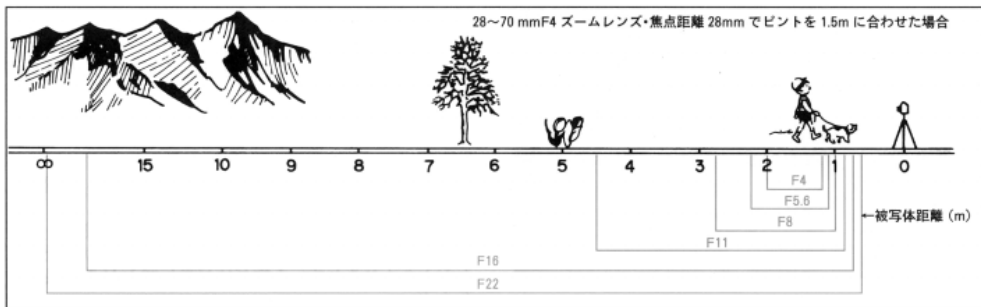 28〜70 mmF4 ズームレンズ・焦点距離 28mm でピントを 1.5m に合わせた場合
∞ 15 10 9 8 7 6 5 4 3 2 1 0
F4
F5.6
F8
←被写体距離（m）
F11
F16
F22